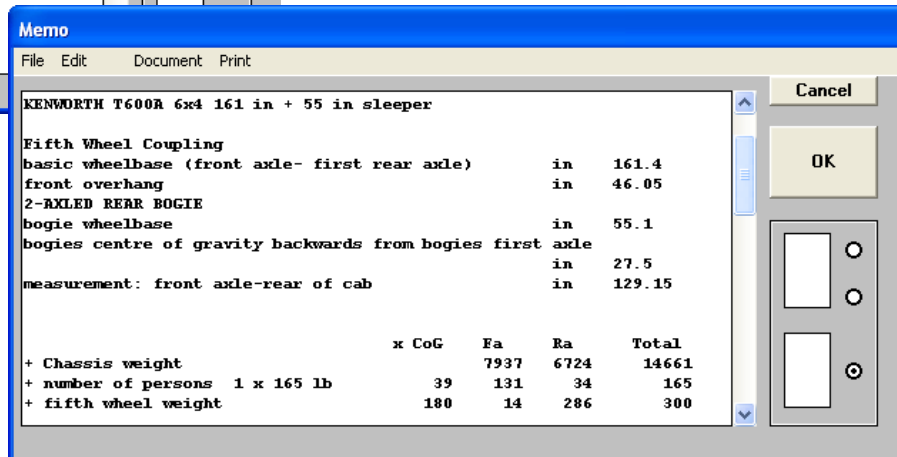 Memo
File Edit Document Print
KENWORTH T600A 6x4 161 in + 55 in sleeper
Fifth Wheel Coupling
basic wheelbase (front axle- first rear axle) in 161.4
front overhang in 46.05
2-AXLED REAR BOGIE
bogie wheelbase in 55.1
bogies centre of gravity backwards from bogies first axle
in 27.5
measurement: front axle-rear of cab in 129.15
x CoG Fa Ra Total
+ Chassis weight 7937 6724 14661
+ number of persons 1 x 165 lb 39 131 34 165
+ fifth wheel weight 180 14 286 300
Cancel
OK